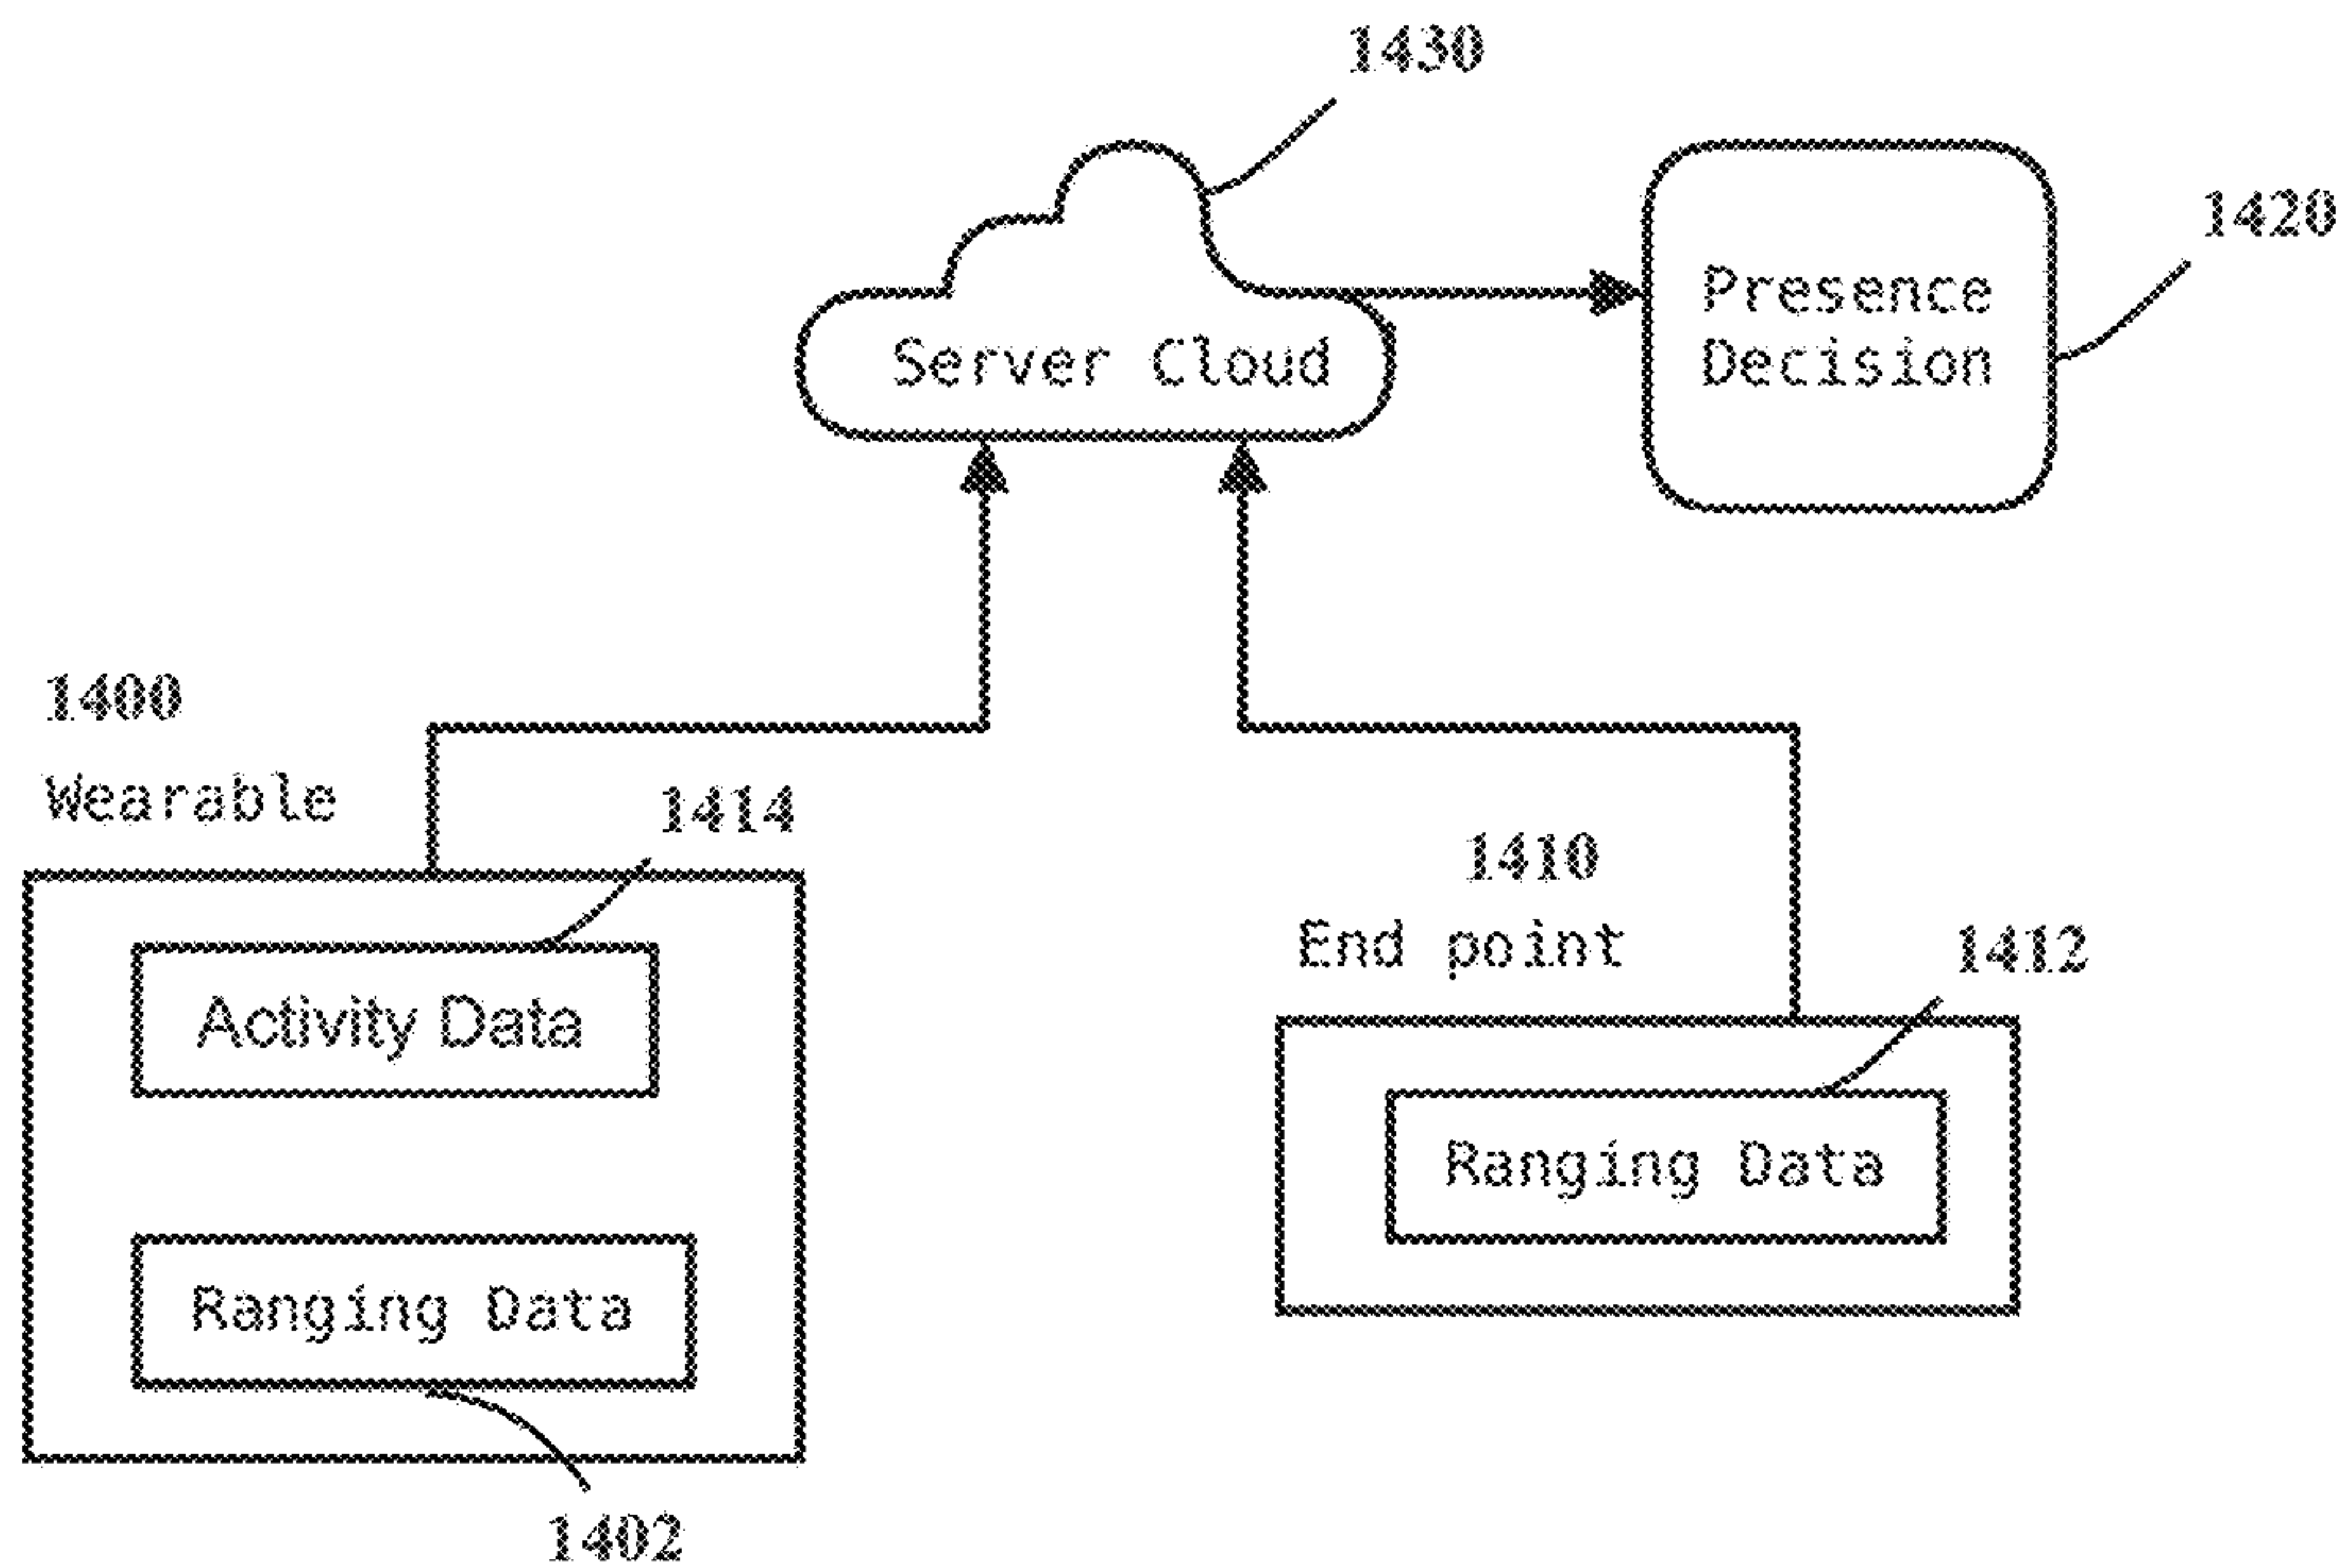 1430
1420
Presence
Decision
Server Cloud
1400
Wearable
1414
Activity Data
Ranging Data
1402
1410
End point
1412
Ranging Data